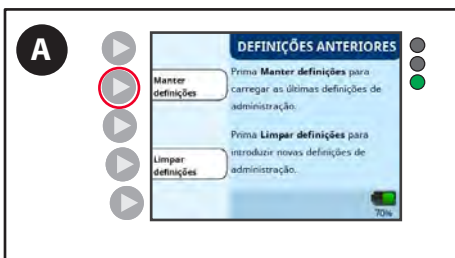 A
DEFINIÇÕES ANTERIORES
Manter
definições
Prima Manter definições para
carregar as últimas definições de
administração.
Limpar
definições
Prima Limpar definições para
introduzir novas definições de
administração.
70%